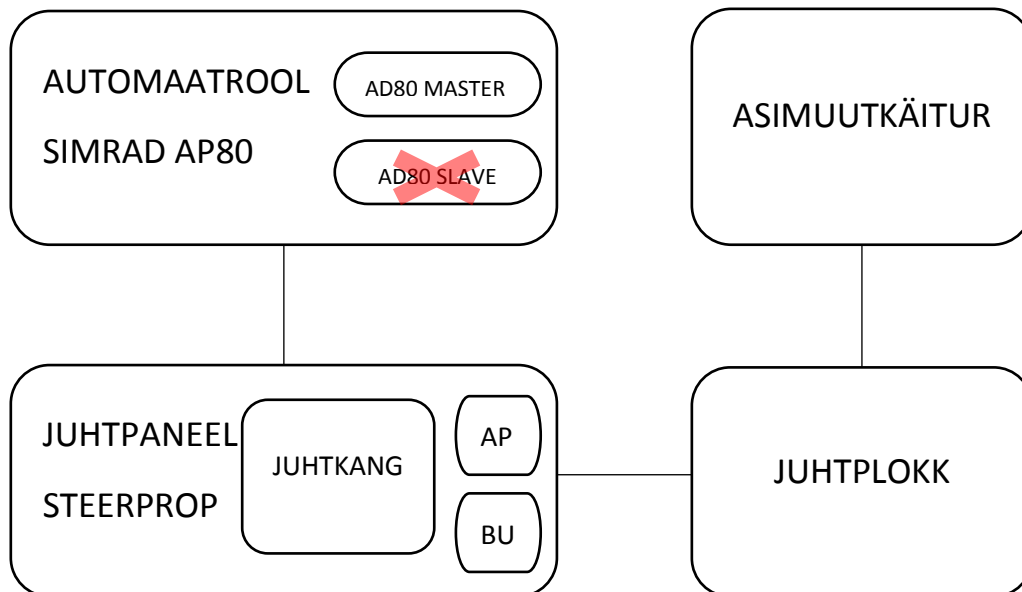 AUTOMAATROOL
SIMRAD AP80
AD80 MASTER
AD80 SLAVE
ASIMUUTKÄITUR
JUHTPANEEL
STEERPROP
JUHTKANG
AP
BU
JUHTPLOKK